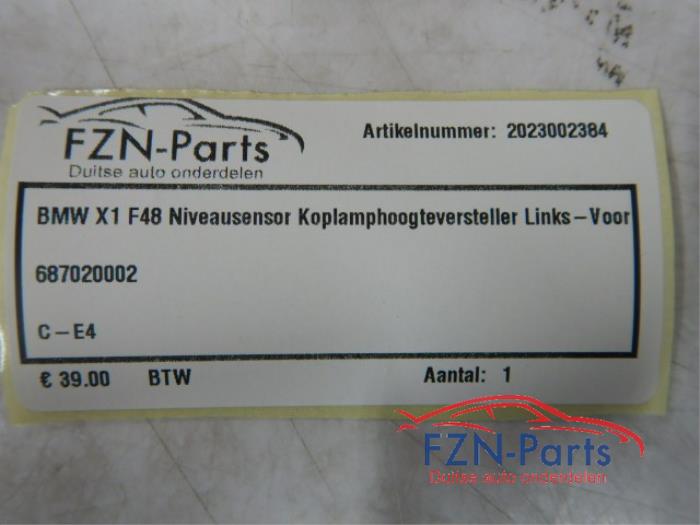 FZN-Parts
Duitse auto onderdelen
Artikelnummer: 2023002384
BMW X1 F48 Niveausensor Koplamphoogteversteller Links-Voor
687020002
C-E4
€ 39.00 BTW Aantal: 1
FZN-Parts
Duitse auto onderdelen